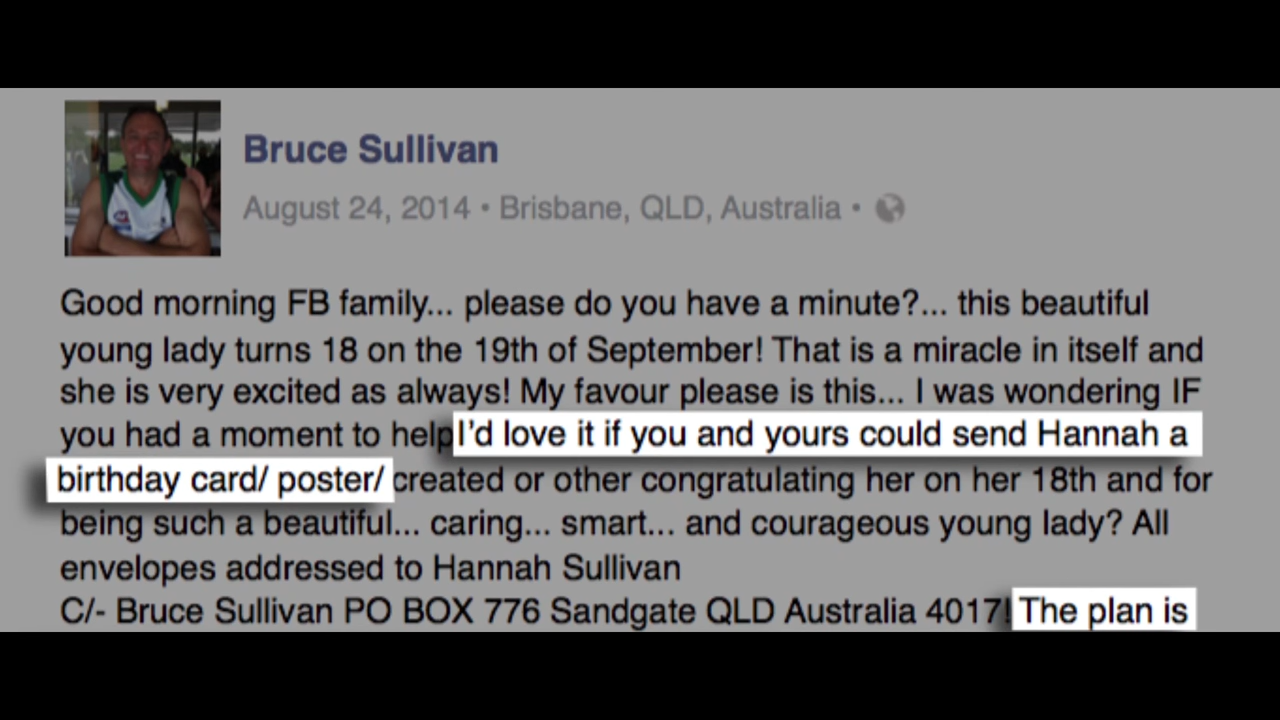 Bruce Sullivan
August 24, 2014 • Brisbane, QLD, Australia •
Good morning FB family... please do you have a minute?... this beautiful
young lady turns 18 on the 19th of September! That is a miracle in itself and
she is very excited as always! My favour please is this... I was wondering IF
you had a moment to help I'd love it if you and yours could send Hannah a
birthday card/ poster/ created or other congratulating her on her 18th and for
being such a beautiful... caring... smart... and courageous young lady? All
envelopes addressed to Hannah Sullivan
C/- Bruce Sullivan PO BOX 776 Sandgate QLD Australia 4017! The plan is